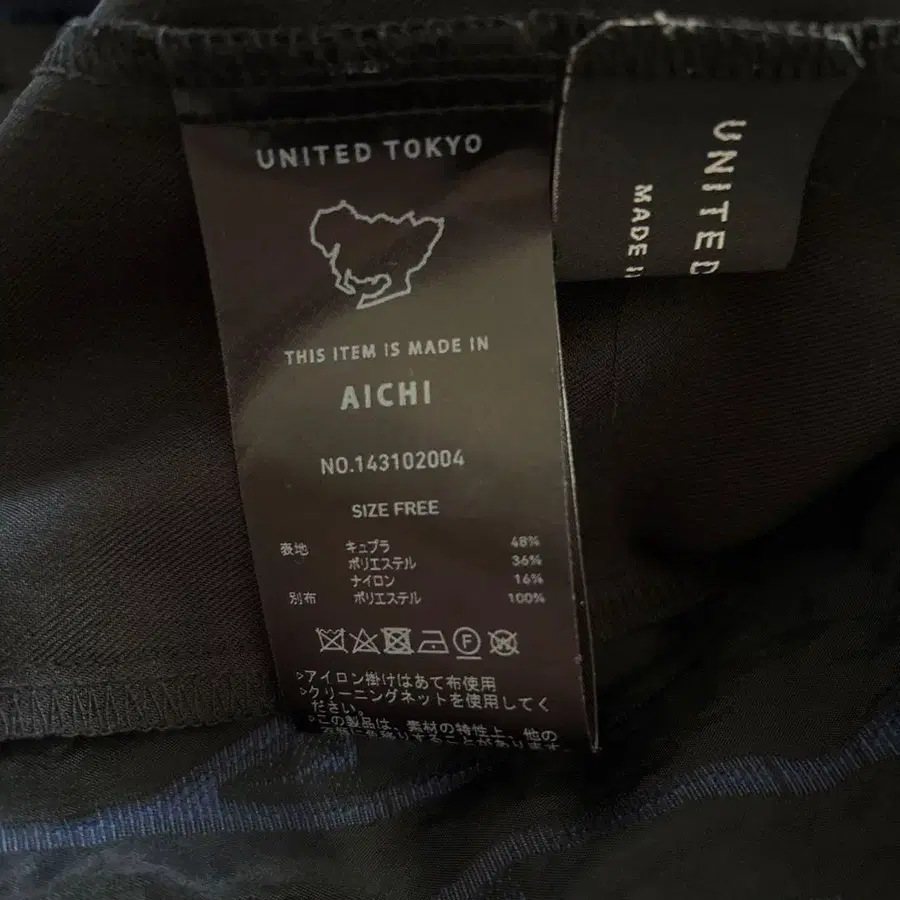 UNITED TOKYO
THIS ITEM IS MADE IN
AICHI
NO.143102004
SIZE FREE
表地 キュプラ 48%
ポリエステル 36%
ナイロン 16%
別布 ポリエステル 100%
F
▷アイロン掛けはあて布使用
▷クリーニングネットを使用してく
ださい。
▷この製品は、素材の特性上、他の
UNITED
MADE I